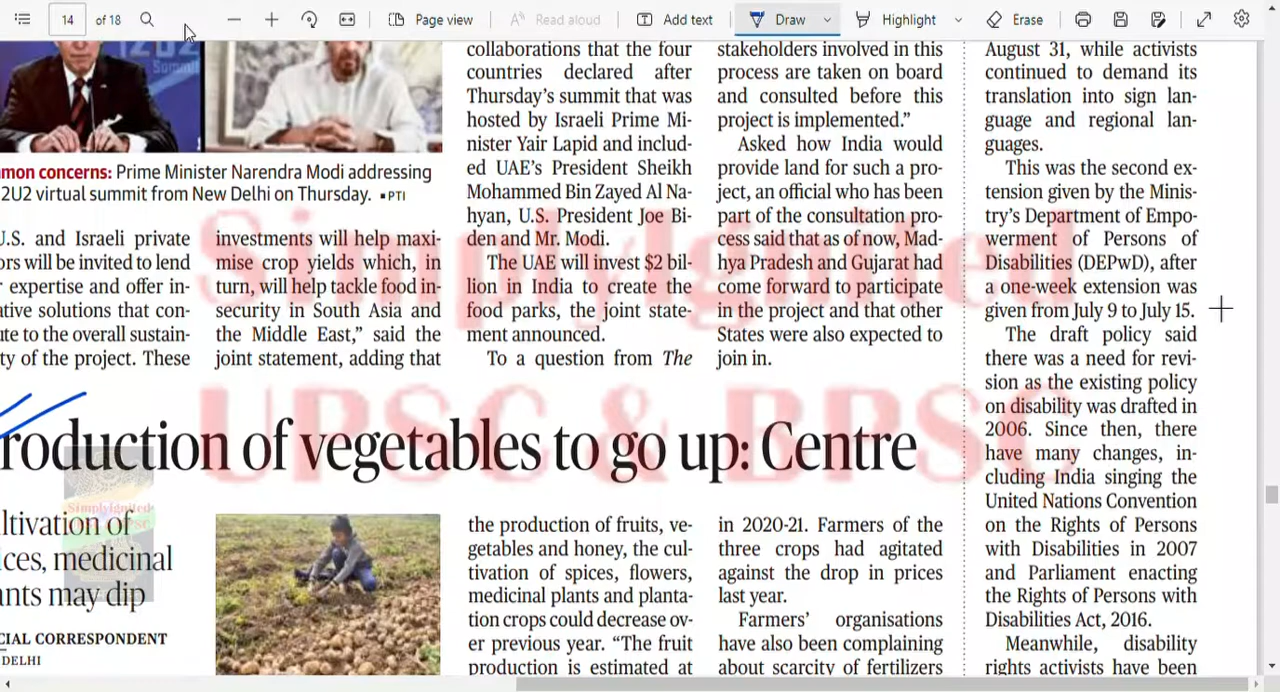 14 of 18 Page view Read aloud Add text Draw Highlight Erase
I2U2
Summit
mon concerns: Prime Minister Narendra Modi addressing
2U2 virtual summit from New Delhi on Thursday. ▪PTI
U.S. and Israeli private
ors will be invited to lend
r expertise and offer in-
ative solutions that con-
ute to the overall sustain-
ty of the project. These
investments will help maxi-
mise crop yields which, in
turn, will help tackle food in-
security in South Asia and
the Middle East,” said the
joint statement, adding that
collaborations that the four
countries declared after
Thursday’s summit that was
hosted by Israeli Prime Mi-
nister Yair Lapid and includ-
ed UAE’s President Sheikh
Mohammed Bin Zayed Al Na-
hyan, U.S. President Joe Bi-
den and Mr. Modi.
The UAE will invest $2 bil-
lion in India to create the
food parks, the joint state-
ment announced.
To a question from The
stakeholders involved in this
process are taken on board
and consulted before this
project is implemented.”
Asked how India would
provide land for such a pro-
ject, an official who has been
part of the consultation pro-
cess said that as of now, Mad-
hya Pradesh and Gujarat had
come forward to participate
in the project and that other
States were also expected to
join in.
roduction of vegetables to go up: Centre
ltivation of
ices, medicinal
ants may dip
CIAL CORRESPONDENT
DELHI
the production of fruits, ve-
getables and honey, the cul-
tivation of spices, flowers,
medicinal plants and planta-
tion crops could decrease ov-
er previous year. “The fruit
production is estimated at
in 2020-21. Farmers of the
three crops had agitated
against the drop in prices
last year.
Farmers’ organisations
have also been complaining
about scarcity of fertilizers
August 31, while activists
continued to demand its
translation into sign lan-
guage and regional lan-
guages.
This was the second ex-
tension given by the Minis-
try’s Department of Empo-
werment of Persons of
Disabilities (DEPwD), after
a one-week extension was
given from July 9 to July 15.
The draft policy said
there was a need for revi-
sion as the existing policy
on disability was drafted in
2006. Since then, there
have many changes, in-
cluding India singing the
United Nations Convention
on the Rights of Persons
with Disabilities in 2007
and Parliament enacting
the Rights of Persons with
Disabilities Act, 2016.
Meanwhile, disability
rights activists have been
SimplyIgnited
UPSC & BPSC
SimplyIgnited